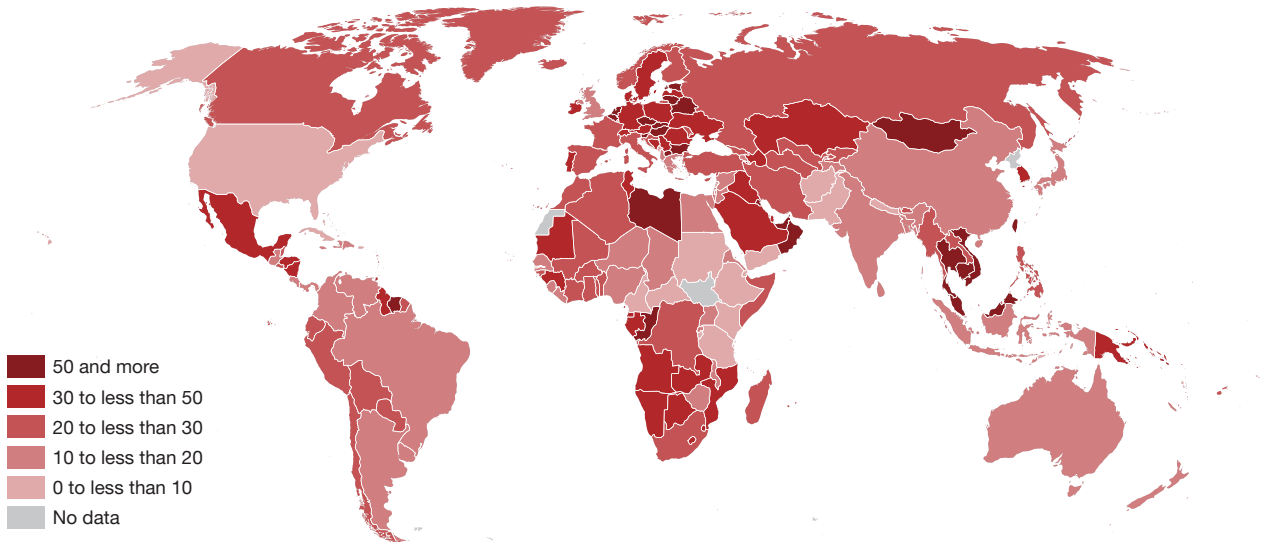 50 and more
30 to less than 50
20 to less than 30
10 to less than 20
0 to less than 10
No data